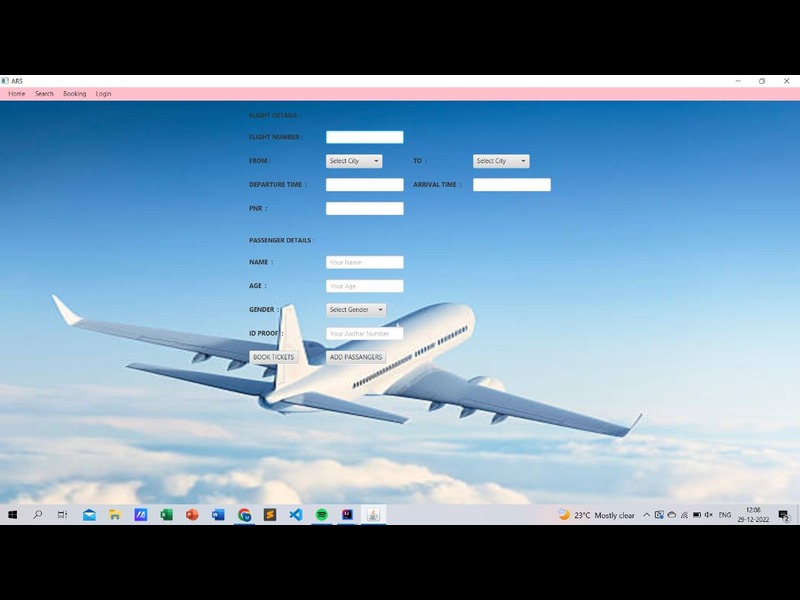 ARS
Home Search Booking Login
FLIGHT DETAILS :
FLIGHT NUMBER :
FROM : Select City TO : Select City
DEPARTURE TIME : ARRIVAL TIME :
PNR :
PASSENGER DETAILS :
NAME : Your Name
AGE : Your Age
GENDER : Select Gender
ID PROOF : Your Aadhar Number
BOOK TICKETS ADD PASSANGERS
23°C Mostly clear ENG 12:08
29-12-2022